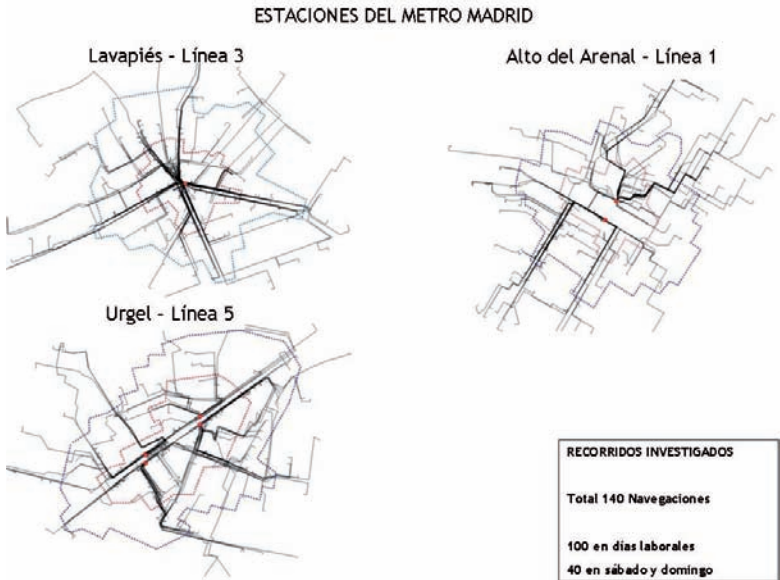 ESTACIONES DEL METRO MADRID
Lavapiés - Línea 3
Alto del Arenal - Línea 1
Urgel - Línea 5
RECORRIDOS INVESTIGADOS
Total 140 Navegaciones
100 en días laborales
40 en sábado y domingo